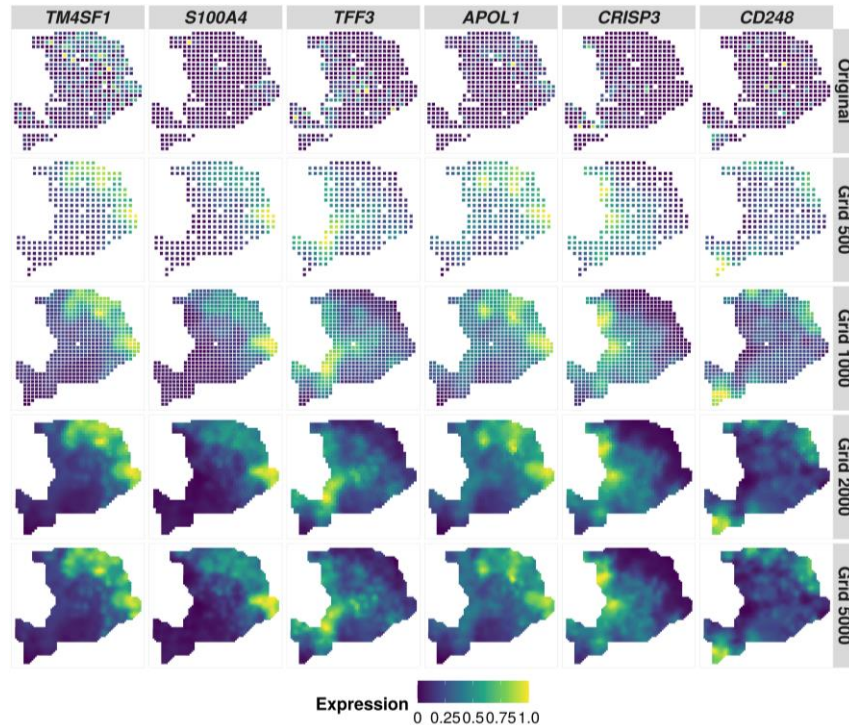 TM4SF1 S100A4 TFF3 APOL1 CRISP3 CD248
Original
Grid 500
Grid 1000
Grid 2000
Grid 5000
Expression
0 0.25 0.5 0.75 1.0